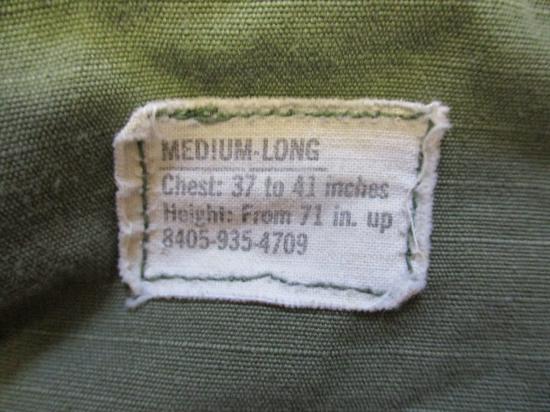 MEDIUM-LONG
Chest: 37 to 41 inches
Height: From 71 in. up
8405-935-4709